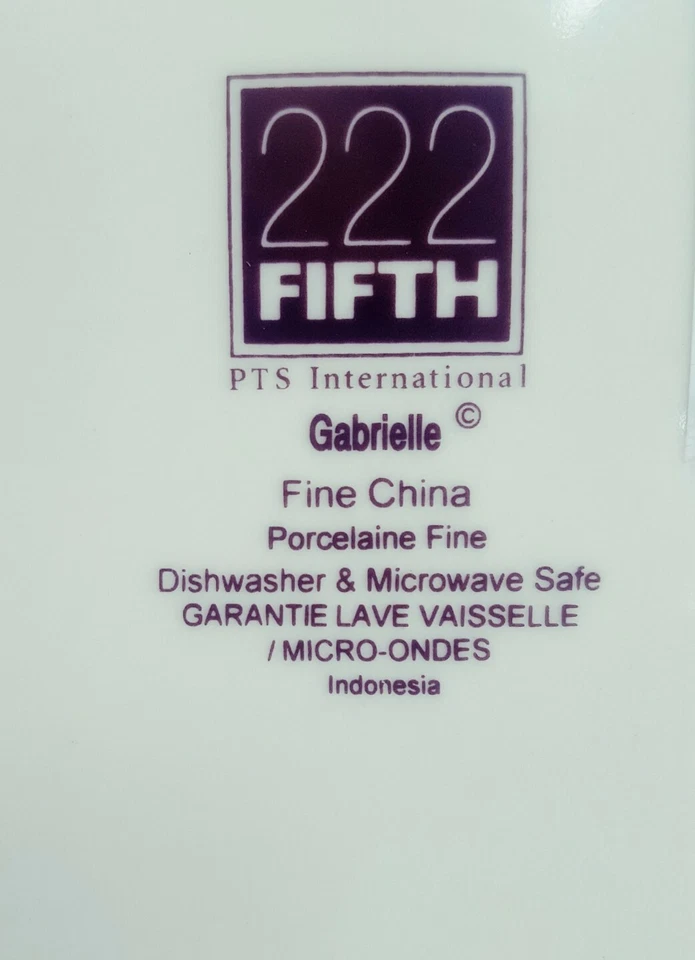 222
FIFTH
PTS International
Gabrielle ©
Fine China
Porcelaine Fine
Dishwasher & Microwave Safe
GARANTIE LAVE VAISSELLE
/ MICRO-ONDES
Indonesia